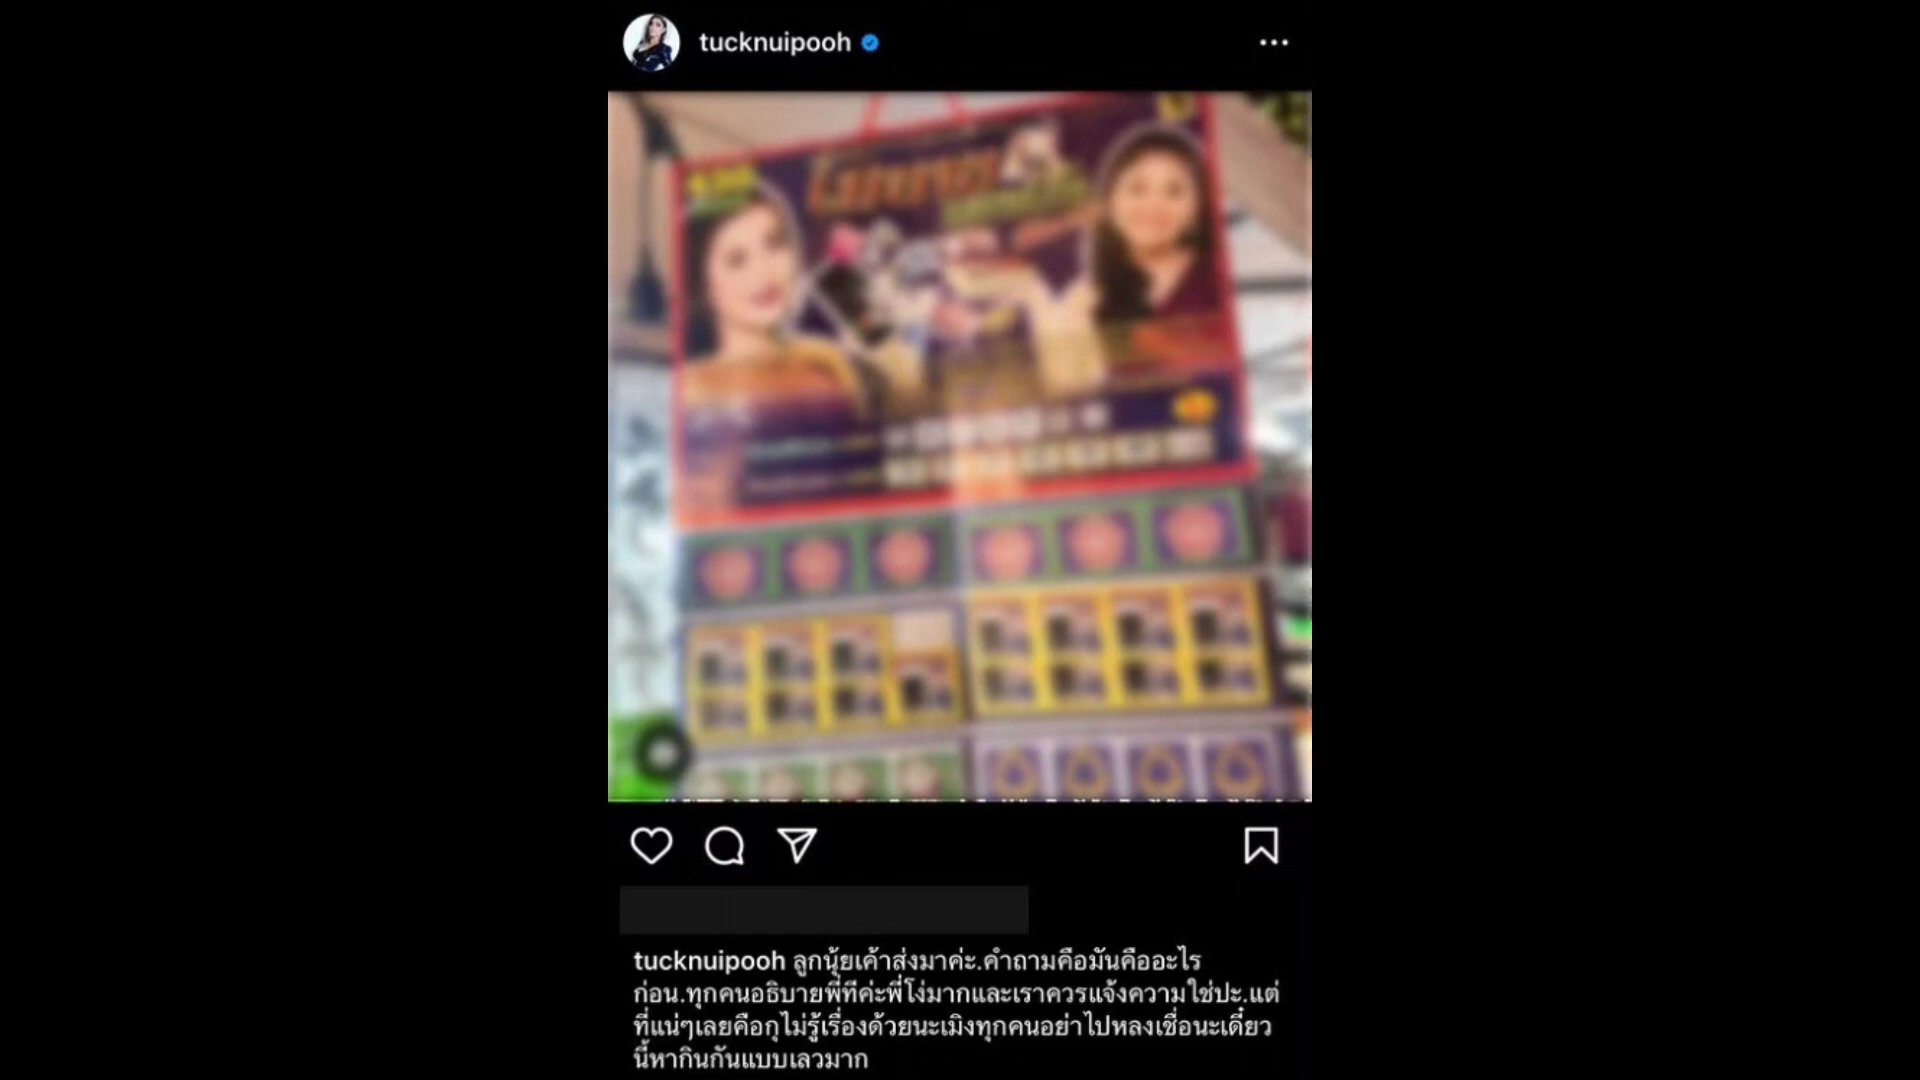 tucknuipooh
tucknuipooh ลูกนุ้ยเค้าส่งมาค่ะ.คำถามคือมันคืออะไร
ก่อน.ทุกคนอธิบายพี่ทีค่ะพี่โง่มากและเราควรแจ้งความใช่ปะ.แต่
ที่แน่ๆเลยคือกุไม่รู้เรื่องด้วยนะเมิงทุกคนอย่าไปหลงเชื่อนะเดี๋ยว
นี้หากินกันแบบเลวมาก